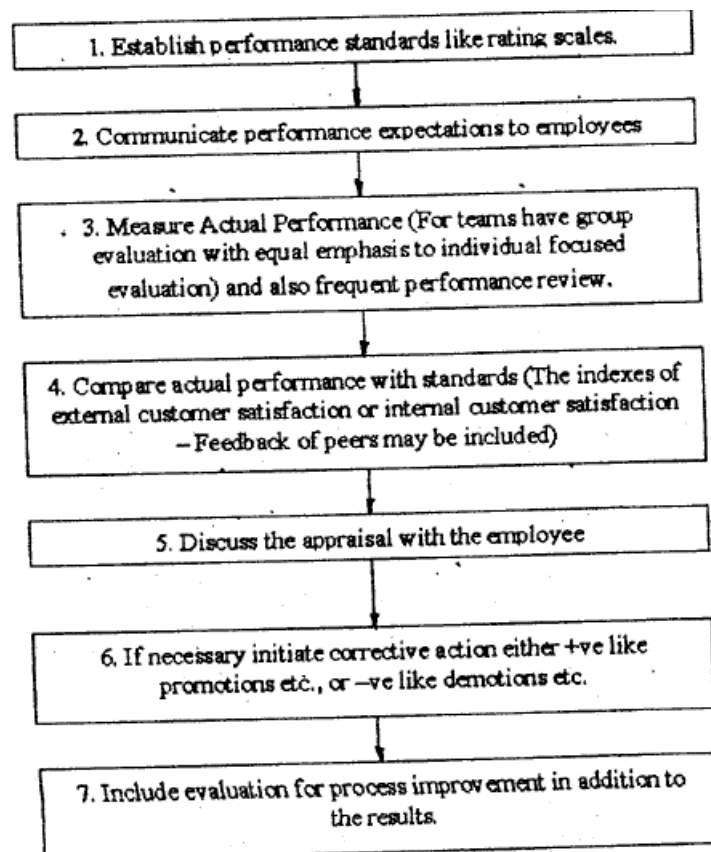 1. Establish performance standards like rating scales.
2. Communicate performance expectations to employees
3. Measure Actual Performance (For teams have group
evaluation with equal emphasis to individual focused
evaluation) and also frequent performance review.
4. Compare actual performance with standards (The indexes of
external customer satisfaction or internal customer satisfaction
– Feedback of peers may be included)
5. Discuss the appraisal with the employee
6. If necessary initiate corrective action either +ve like
promotions etc., or –ve like demotions etc.
7. Include evaluation for process improvement in addition to
the results.